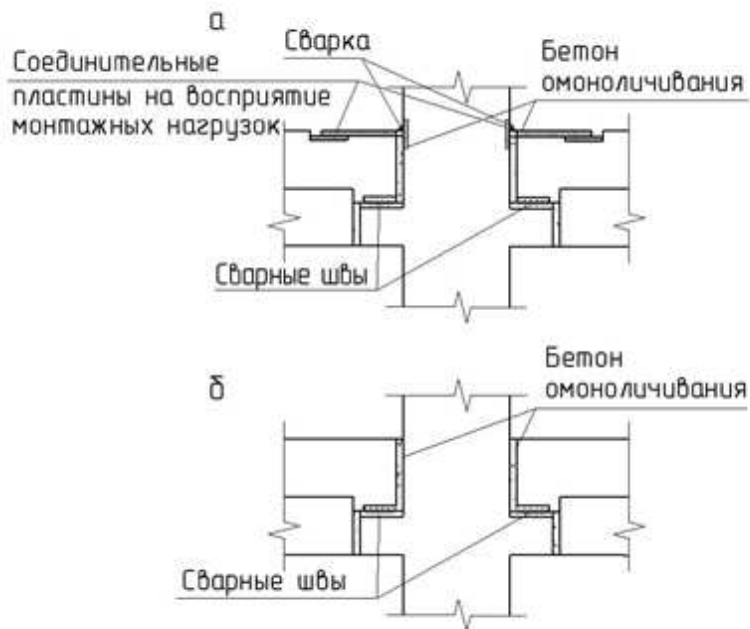 а
Сварка
Соединительные
пластины на восприятие
монтажных нагрузок
Бетон
омоноличивания
Сварные швы
б
Бетон
омоноличивания
Сварные швы